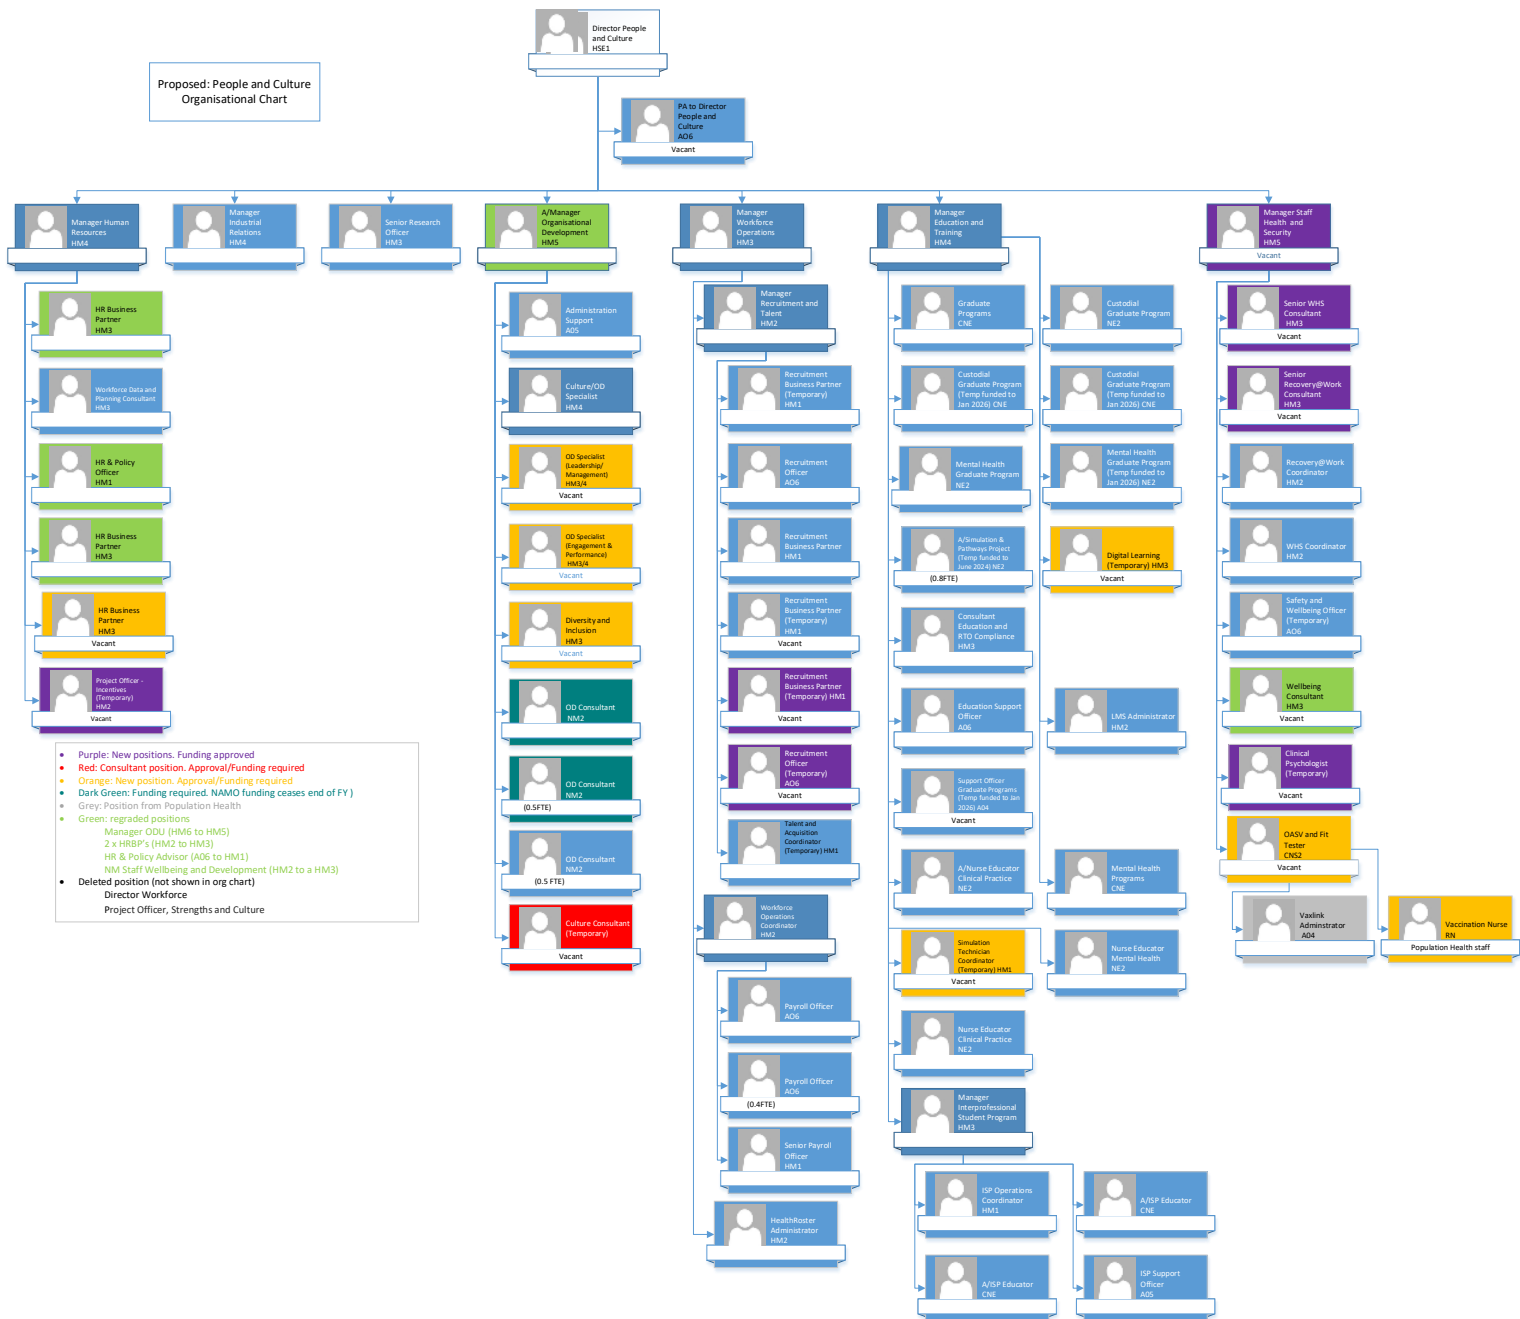 Director People
and Culture
HSE1
Proposed: People and Culture
Organisational Chart
PA to Director
People and
Culture
AO6
Vacant
Manager Human
Resources
HM4
Manager
Industrial
Relations
HM4
Senior Research
Officer
HM3
A/Manager
Organisational
Development
HM5
Manager
Workforce
Operations
HM3
Manager
Education and
Training
HM4
Manager Staff
Health and
Security
HM5
Vacant
HR Business
Partner
HM3
Workforce Data and
Planning Consultant
HM3
HR & Policy
Officer
HM1
HR Business
Partner
HM3
HR Business
Partner
HM3
Vacant
Project Officer -
Incentives
(Temporary)
HM2
Vacant
• Purple: New positions. Funding approved
• Red: Consultant position. Approval/Funding required
• Orange: New position. Approval/Funding required
• Dark Green: Funding required. NAMO funding ceases end of FY )
• Grey: Position from Population Health
• Green: regraded positions
Manager ODU (HM6 to HM5)
2 x HRBP's (HM2 to HM3)
HR & Policy Advisor (A06 to HM1)
NM Staff Wellbeing and Development (HM2 to a HM3)
• Deleted position (not shown in org chart)
Director Workforce
Project Officer, Strengths and Culture
Administration
Support
A05
Culture/OD
Specialist
HM4
OD Specialist
(Leadership/
Management)
HM3/4
Vacant
OD Specialist
(Engagement &
Performance)
HM3/4
Vacant
Diversity and
Inclusion
HM3
Vacant
OD Consultant
NM2
OD Consultant
NM2
(0.5FTE)
OD Consultant
NM2
(0.5 FTE)
Culture Consultant
(Temporary)
Vacant
Manager
Recruitment and
Talent
HM2
Recruitment
Business Partner
(Temporary)
HM1
Recruitment
Officer
AO6
Recruitment
Business Partner
HM1
Recruitment
Business Partner
(Temporary)
HM1
Vacant
Recruitment
Business Partner
(Temporary) HM1
Vacant
Recruitment
Officer
(Temporary)
AO6
Vacant
Talent and
Acquisition
Coordinator
(Temporary) HM1
Workforce
Operations
Coordinator
HM2
Payroll Officer
AO6
Payroll Officer
AO6
(0.4FTE)
Senior Payroll
Officer
HM1
HealthRoster
Administrator
HM2
Graduate
Programs
CNE
Custodial
Graduate Program
(Temp funded to
Jan 2026) CNE
Mental Health
Graduate Program
NE2
A/Simulation &
Pathways Project
(Temp funded to
June 2024) NE2
(0.8FTE)
Consultant
Education and
RTO Compliance
HM3
Education Support
Officer
A06
Support Officer
Graduate Programs
(Temp funded to Jan
2026) A04
Vacant
A/Nurse Educator
Clinical Practice
NE2
Simulation
Technician
Coordinator
(Temporary) HM1
Vacant
Nurse Educator
Clinical Practice
NE2
Manager
Interprofessional
Student Program
HM3
ISP Operations
Coordinator
HM1
A/ISP Educator
CNE
A/ISP Educator
CNE
ISP Support
Officer
A05
Custodial
Graduate Program
NE2
Custodial
Graduate Program
(Temp funded to
Jan 2026) CNE
Mental Health
Graduate Program
(Temp funded to
Jan 2026) NE2
Digital Learning
(Temporary) HM3
Vacant
LMS Administrator
HM2
Mental Health
Programs
CNE
Nurse Educator
Mental Health
NE2
Senior WHS
Consultant
HM3
Vacant
Senior
Recovery@Work
Consultant
HM3
Vacant
Recovery@Work
Coordinator
HM2
WHS Coordinator
HM2
Safety and
Wellbeing Officer
(Temporary)
AO6
Wellbeing
Consultant
HM3
Vacant
Clinical
Psychologist
(Temporary)
Vacant
OASV and Fit
Tester
CNS2
Vacant
Vaxlink
Adminstrator
A04
Vaccination Nurse
RN
Population Health staff